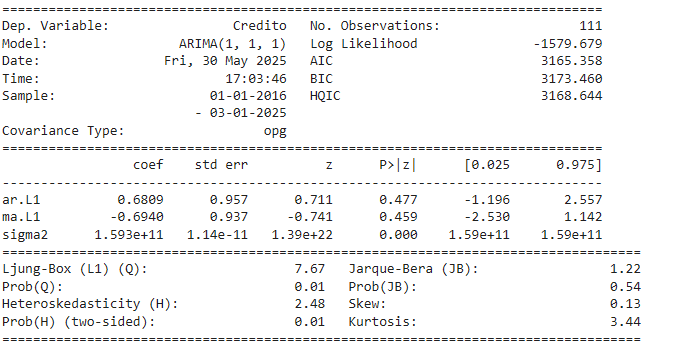 ==============================================================================
Dep. Variable:                Credito   No. Observations:                  111
Model:                 ARIMA(1, 1, 1)   Log Likelihood               -1579.679
Date:                Fri, 30 May 2025   AIC                           3165.358
Time:                        17:03:46   BIC                           3173.460
Sample:                    01-01-2016   HQIC                          3168.644
                         - 03-01-2025
Covariance Type:                  opg
==============================================================================
                 coef    std err          z      P>|z|      [0.025      0.975]
------------------------------------------------------------------------------
ar.L1          0.6809      0.957      0.711      0.477      -1.196       2.557
ma.L1         -0.6940      0.937     -0.741      0.459      -2.530       1.142
sigma2      1.593e+11   1.14e-11   1.39e+22      0.000    1.59e+11    1.59e+11
===================================================================================
Ljung-Box (L1) (Q):                   7.67   Jarque-Bera (JB):                 1.22
Prob(Q):                              0.01   Prob(JB):                         0.54
Heteroskedasticity (H):               2.48   Skew:                             0.13
Prob(H) (two-sided):                  0.01   Kurtosis:                         3.44
===================================================================================